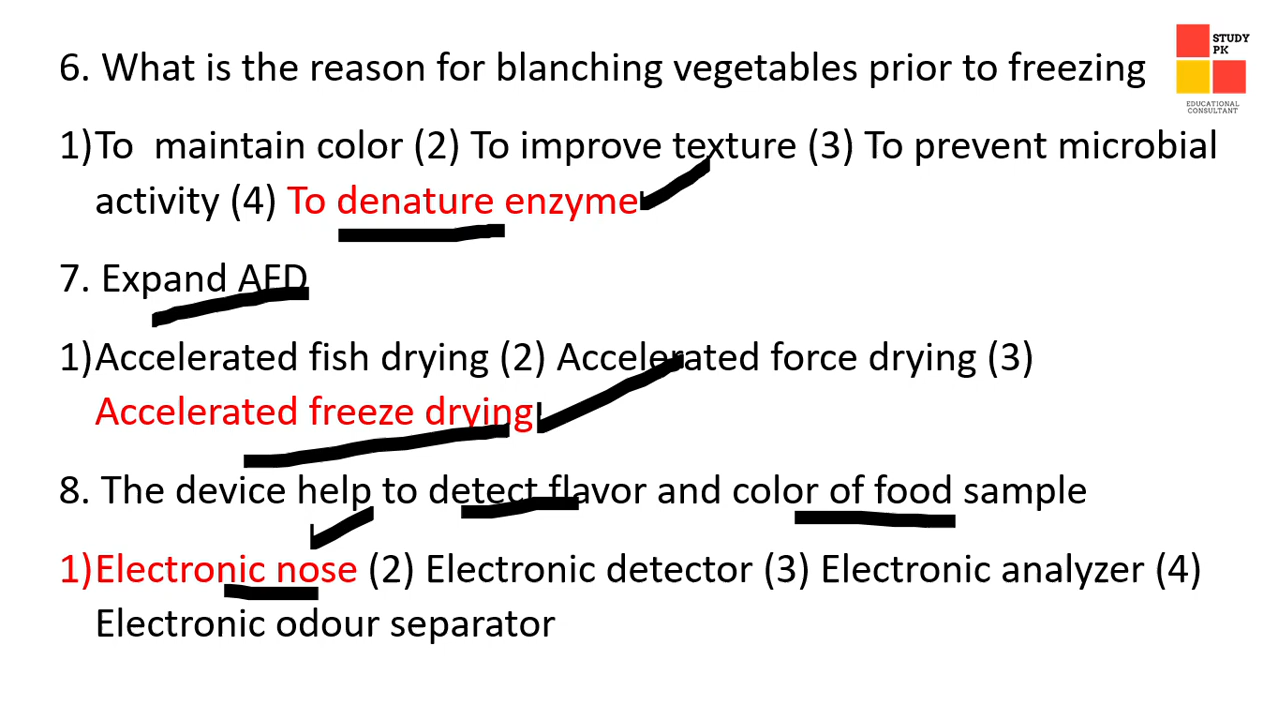 STUDY
PK
EDUCATIONAL
CONSULTANT
6. What is the reason for blanching vegetables prior to freezing
1)To maintain color (2) To improve texture (3) To prevent microbial
activity (4) To denature enzyme
7. Expand AFD
1)Accelerated fish drying (2) Accelerated force drying (3)
Accelerated freeze drying
8. The device help to detect flavor and color of food sample
1)Electronic nose (2) Electronic detector (3) Electronic analyzer (4)
Electronic odour separator